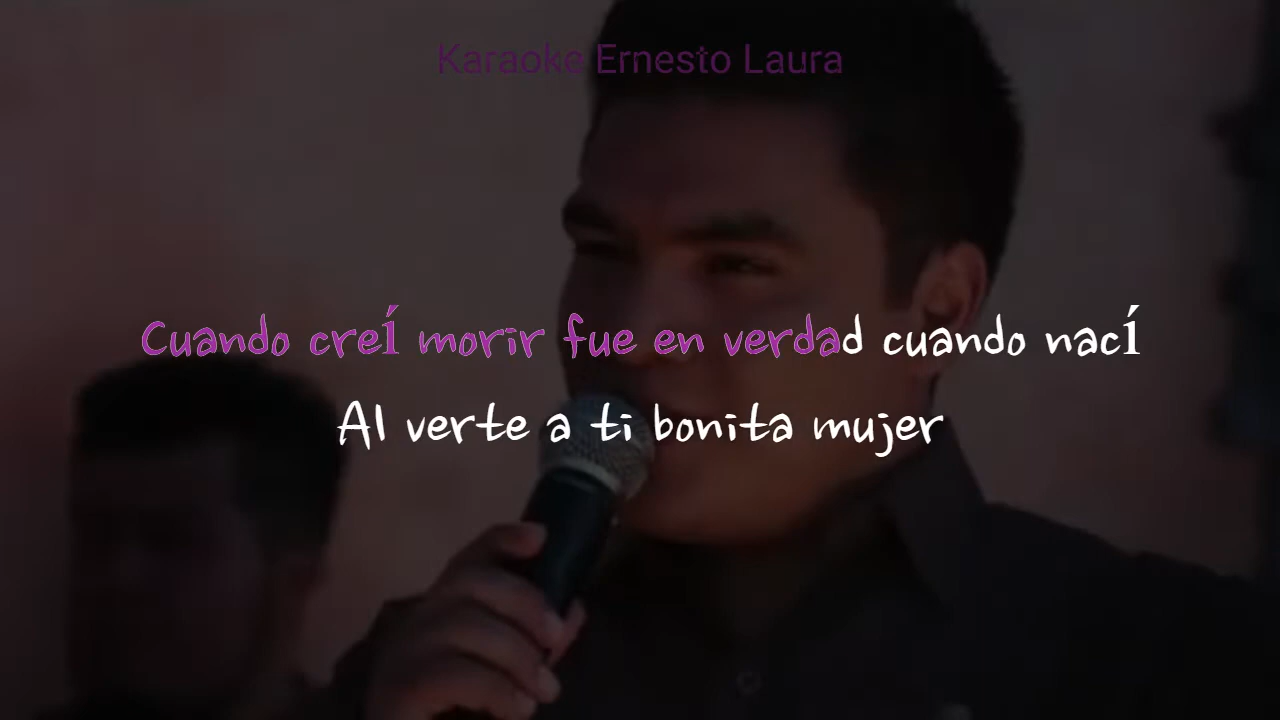 Karaoke Ernesto Laura
Cuando creí morir fue en verdad cuando nací
Al verte a ti bonita mujer